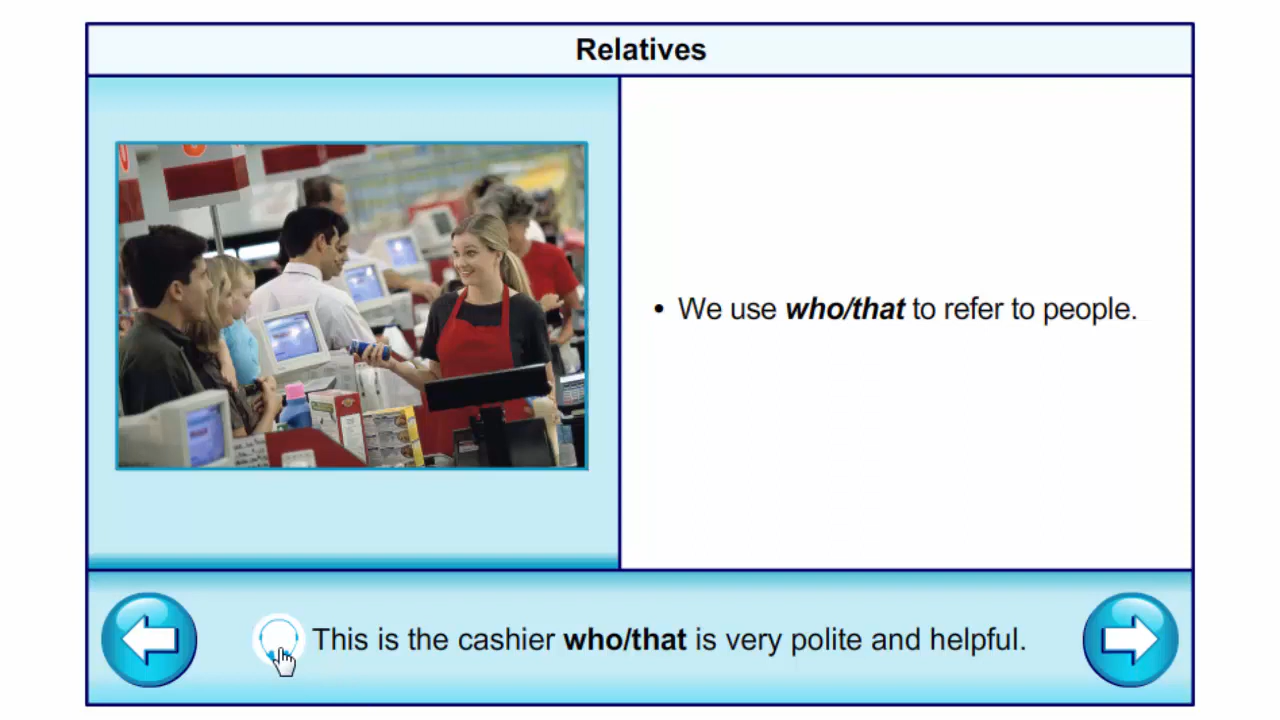 Relatives
• We use who/that to refer to people.
This is the cashier who/that is very polite and helpful.